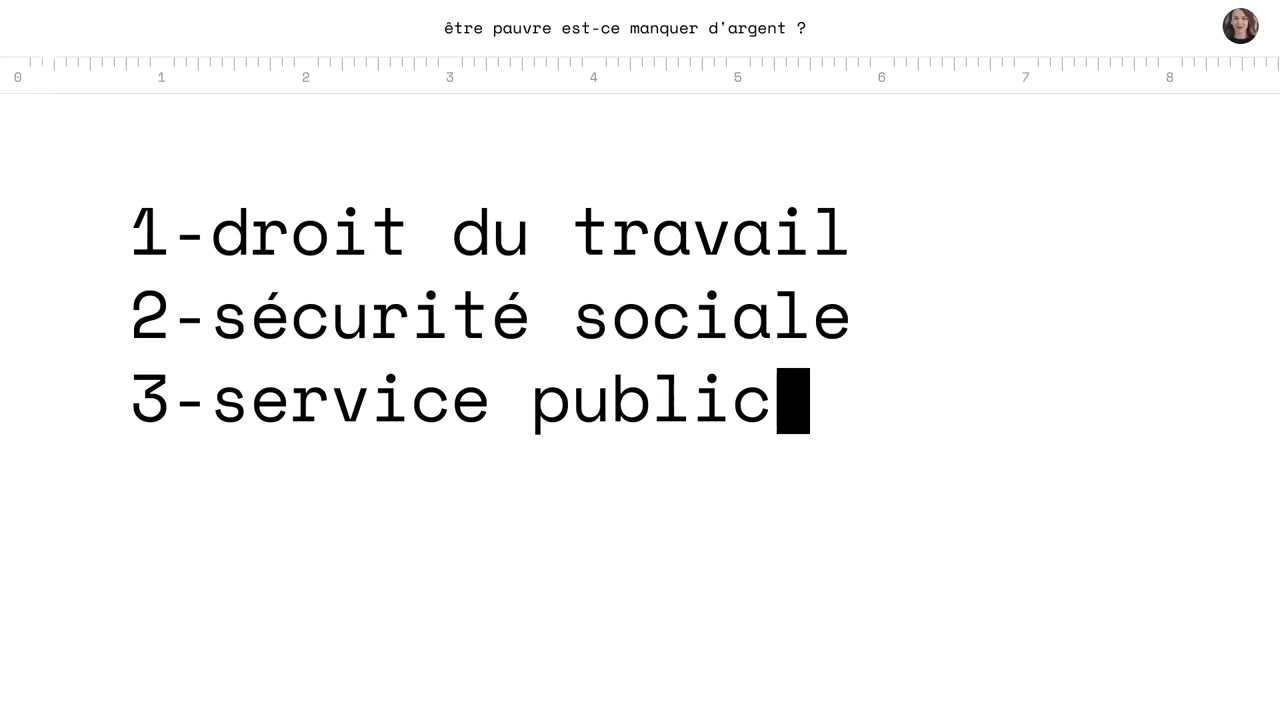 être pauvre est-ce manquer d'argent ?
0 1 2 3 4 5 6 7 8
1-droit du travail
2-sécurité sociale
3-service public